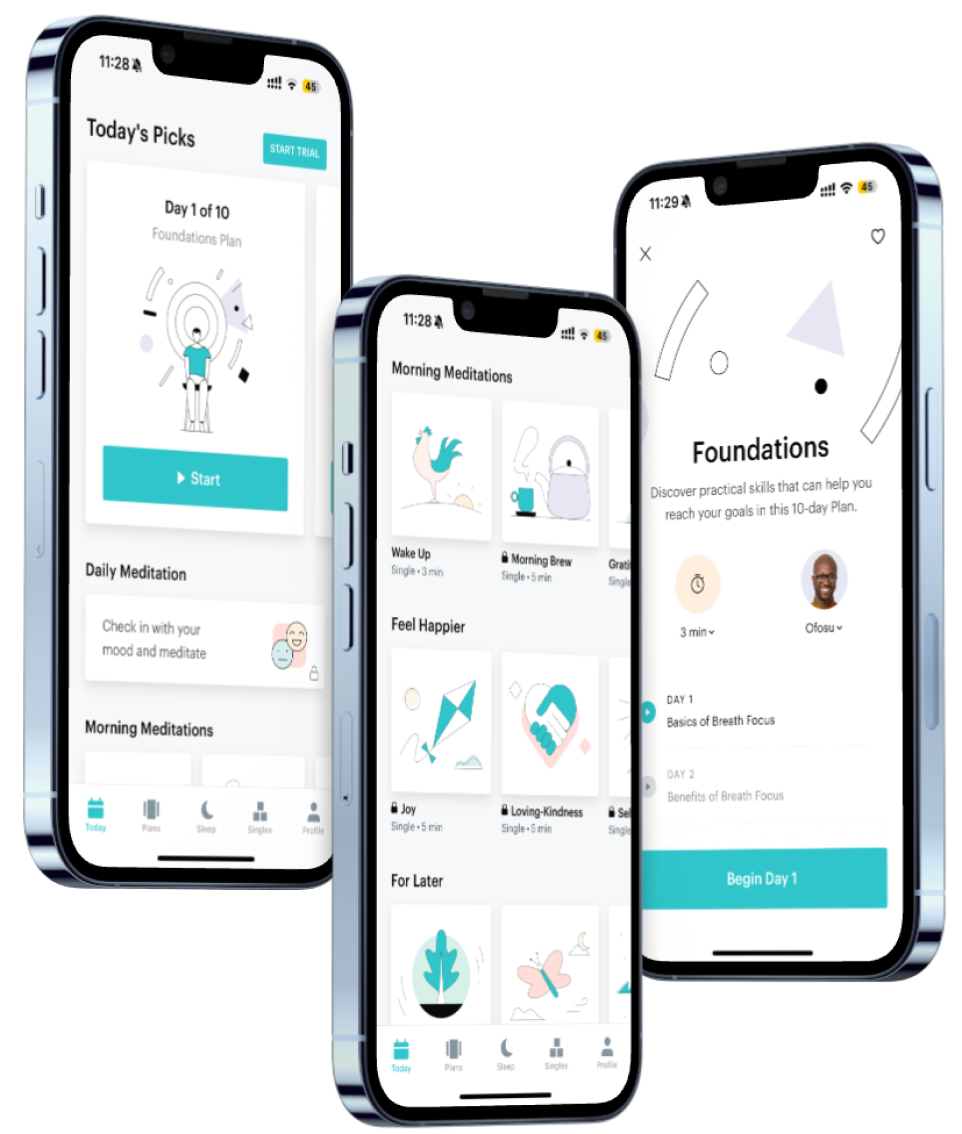 11:28
45
Today's Picks
START TRIAL
Day 1 of 10
Foundations Plan
Start
Daily Meditation
Check in with your
mood and meditate
Morning Meditations
Today
Plans
Sleep
Singles
Profile
11:28
45
Morning Meditations
Wake Up
Single • 3 min
Morning Brew
Single • 5 min
Grati
Single
Feel Happier
Joy
Single • 5 min
Loving-Kindness
Single • 5 min
Sel
Single
For Later
Today
Plans
Sleep
Singles
Profile
11:29
45
Foundations
Discover practical skills that can help you
reach your goals in this 10-day Plan.
3 min
Ofosu
DAY 1
Basics of Breath Focus
DAY 2
Benefits of Breath Focus
Begin Day 1